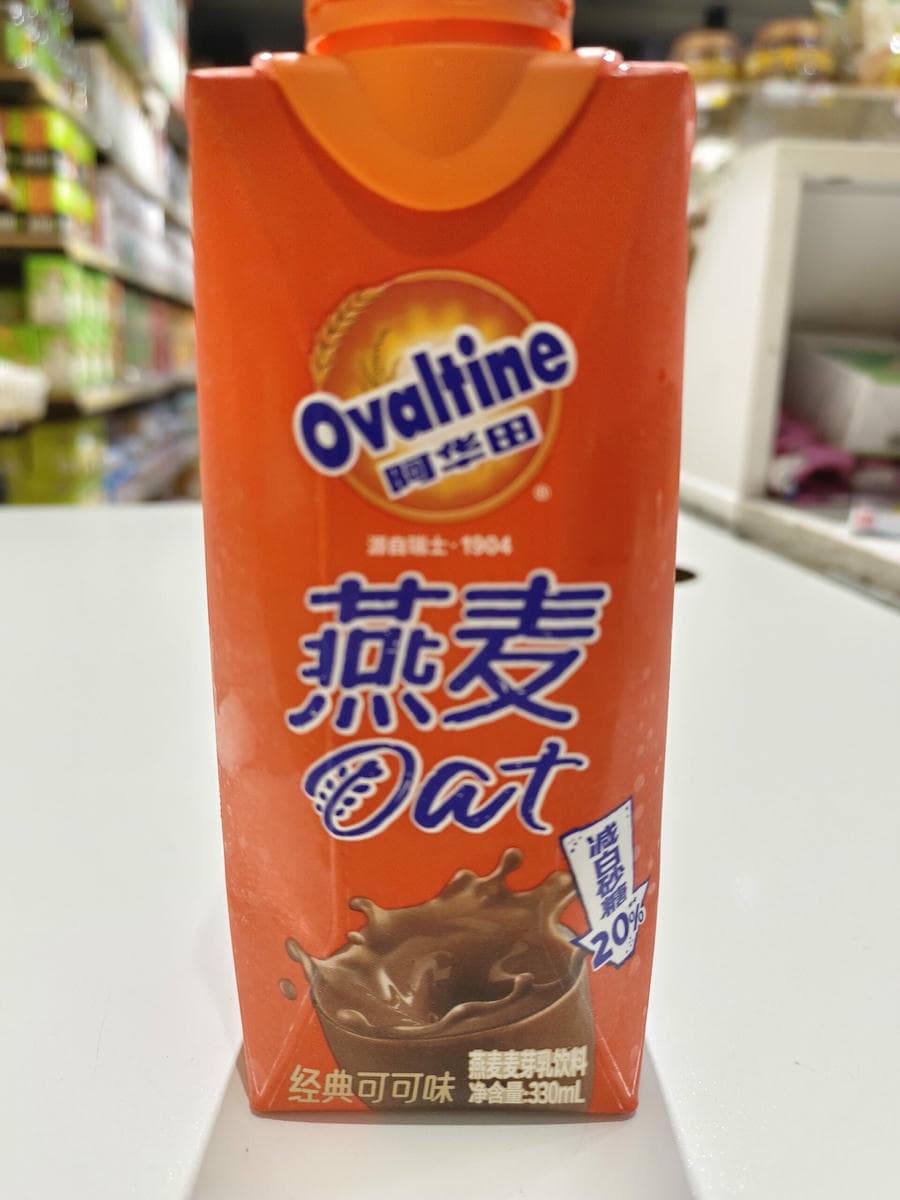 Ovaltine
阿华田
®
源自瑞士·1904
燕麦
Oat
减白砂糖
20%
经典可可味
燕麦麦芽乳饮料
净含量:330mL